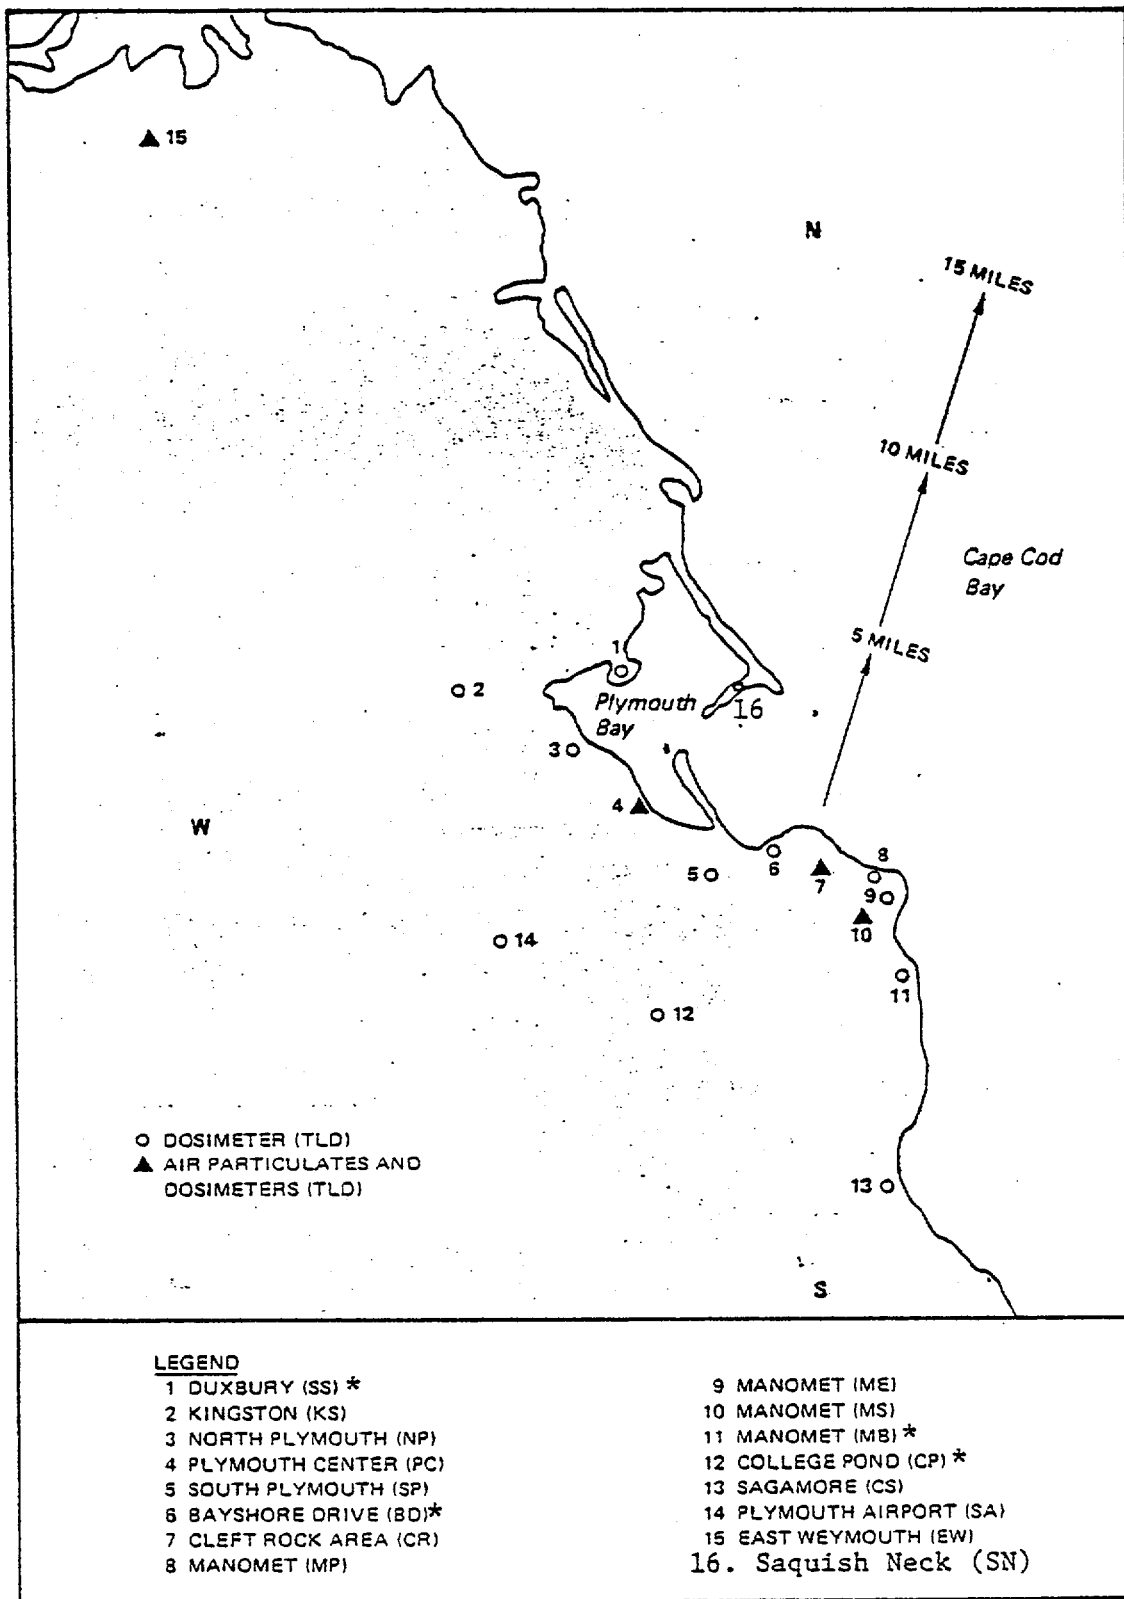 15
N
15 MILES
10 MILES
Cape Cod
Bay
5 MILES
1
2
Plymouth
Bay
16
3
4
W
8
5
6
7
9
10
14
11
12
O DOSIMETER (TLD)
▲ AIR PARTICULATES AND
DOSIMETERS (TLD)
13
S
LEGEND
1 DUXBURY (SS) *
2 KINGSTON (KS)
3 NORTH PLYMOUTH (NP)
4 PLYMOUTH CENTER (PC)
5 SOUTH PLYMOUTH (SP)
6 BAYSHORE DRIVE (BD)*
7 CLEFT ROCK AREA (CR)
8 MANOMET (MP)
9 MANOMET (ME)
10 MANOMET (MS)
11 MANOMET (MB) *
12 COLLEGE POND (CP) *
13 SAGAMORE (CS)
14 PLYMOUTH AIRPORT (SA)
15 EAST WEYMOUTH (EW)
16. Saquish Neck (SN)